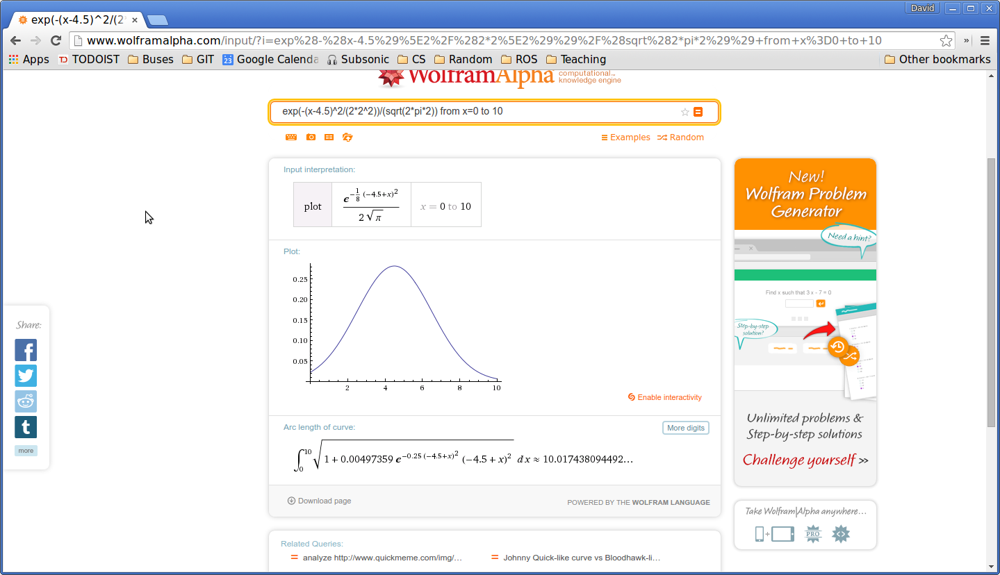 David
exp(-(x-4.5)^2/(2
www.wolframalpha.com/input/?i=exp%28-%28x-4.5%29%5E2%2F%282*2%5E2%29%29%2F%28sqrt%282*pi*2%29%29+from+x%3D0+to+10
Apps TODOIST Buses GIT Google Calenda Subsonic CS Random ROS Teaching Other bookmarks
WolframAlpha computational...
knowledge engine
exp(-(x-4.5)^2/(2*2^2))/(sqrt(2*pi*2)) from x=0 to 10
Examples Random
Input interpretation:
plot e^(-1/8 (-4.5+x)^2) / (2√π) x = 0 to 10
Plot:
0.25
0.20
0.15
0.10
0.05
2 4 6 8 10
Enable interactivity
Arc length of curve:
More digits
∫₀¹⁰ √(1 + 0.00497359 e^(-0.25 (-4.5+x)^2) (-4.5 + x)^2) dx ≈ 10.017438094492...
Download page
POWERED BY THE WOLFRAM LANGUAGE
Related Queries:
= analyze http://www.quickmeme.com/img/...
= Johnny Quick-like curve vs Bloodhawk-li...
Share:
f
t
more
New!
Wolfram Problem
Generator
Need a hint?
Find x such that 3 x - 7 = 0
Step-by-step
solution?
Unlimited problems &
Step-by-step solutions
Challenge yourself >>
Take Wolfram|Alpha anywhere...
+ PRO <>